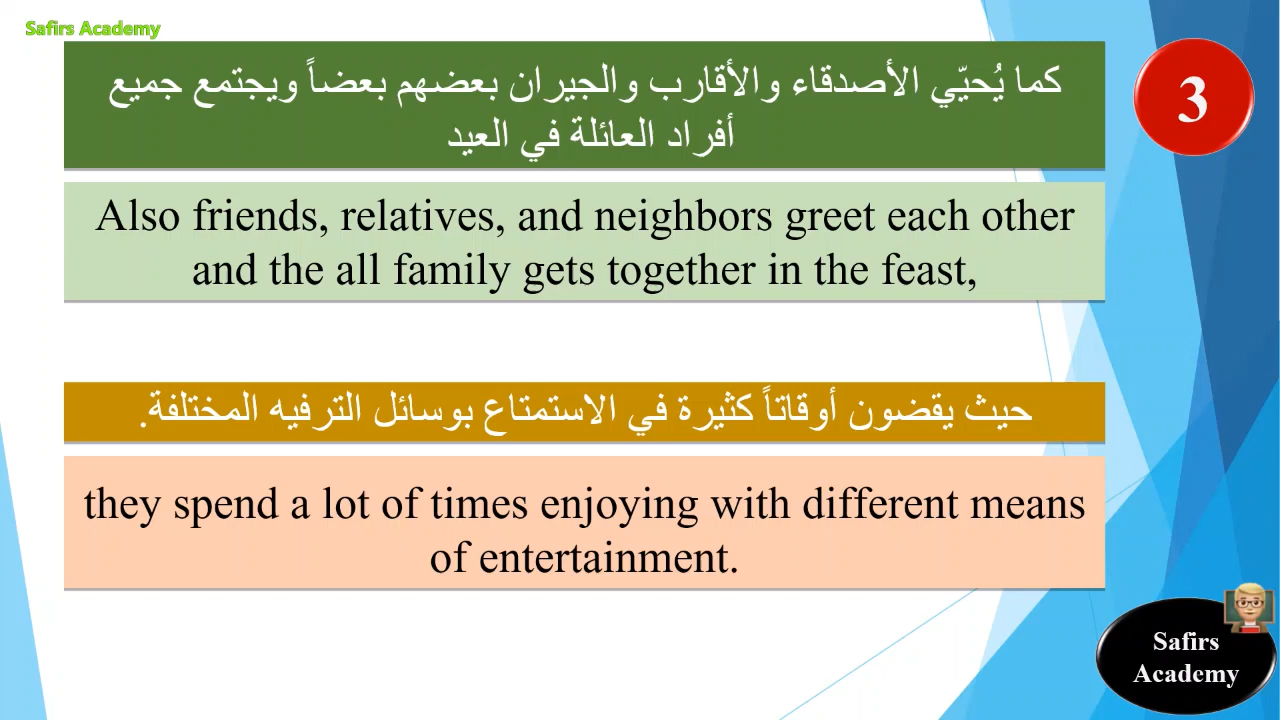 Safirs Academy
كما يُحيّي الأصدقاء والأقارب والجيران بعضهم بعضاً ويجتمع جميع
أفراد العائلة في العيد
3
Also friends, relatives, and neighbors greet each other
and the all family gets together in the feast,
حيث يقضون أوقاتاً كثيرة في الاستمتاع بوسائل الترفيه المختلفة.
they spend a lot of times enjoying with different means
of entertainment.
Safirs
Academy